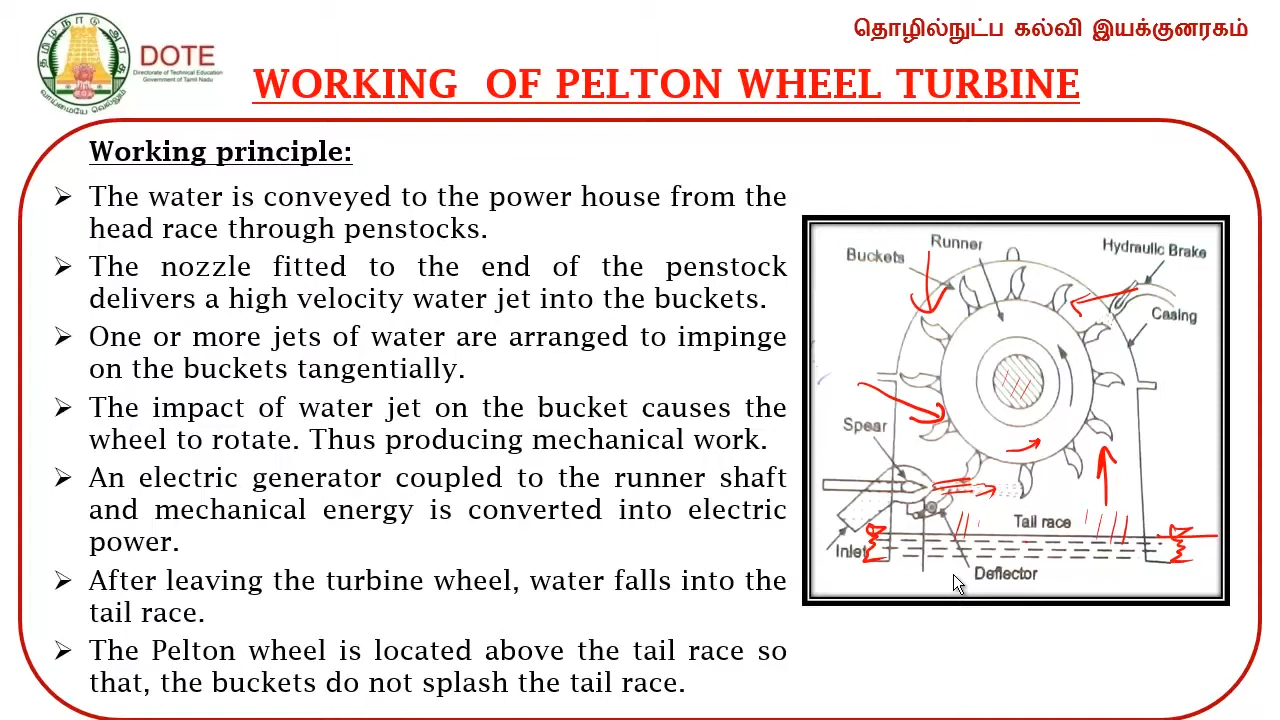 தொழில்நுட்ப கல்வி இயக்குனரகம்
DOTE
Directorate of Technical Education
Government of Tamil Nadu
WORKING OF PELTON WHEEL TURBINE
Working principle:
The water is conveyed to the power house from the
head race through penstocks.
The nozzle fitted to the end of the penstock
delivers a high velocity water jet into the buckets.
One or more jets of water are arranged to impinge
on the buckets tangentially.
The impact of water jet on the bucket causes the
wheel to rotate. Thus producing mechanical work.
An electric generator coupled to the runner shaft
and mechanical energy is converted into electric
power.
After leaving the turbine wheel, water falls into the
tail race.
The Pelton wheel is located above the tail race so
that, the buckets do not splash the tail race.
Runner
Buckets
Hydraulic Brake
Casing
Spear
Tail race
Inlet
Deflector